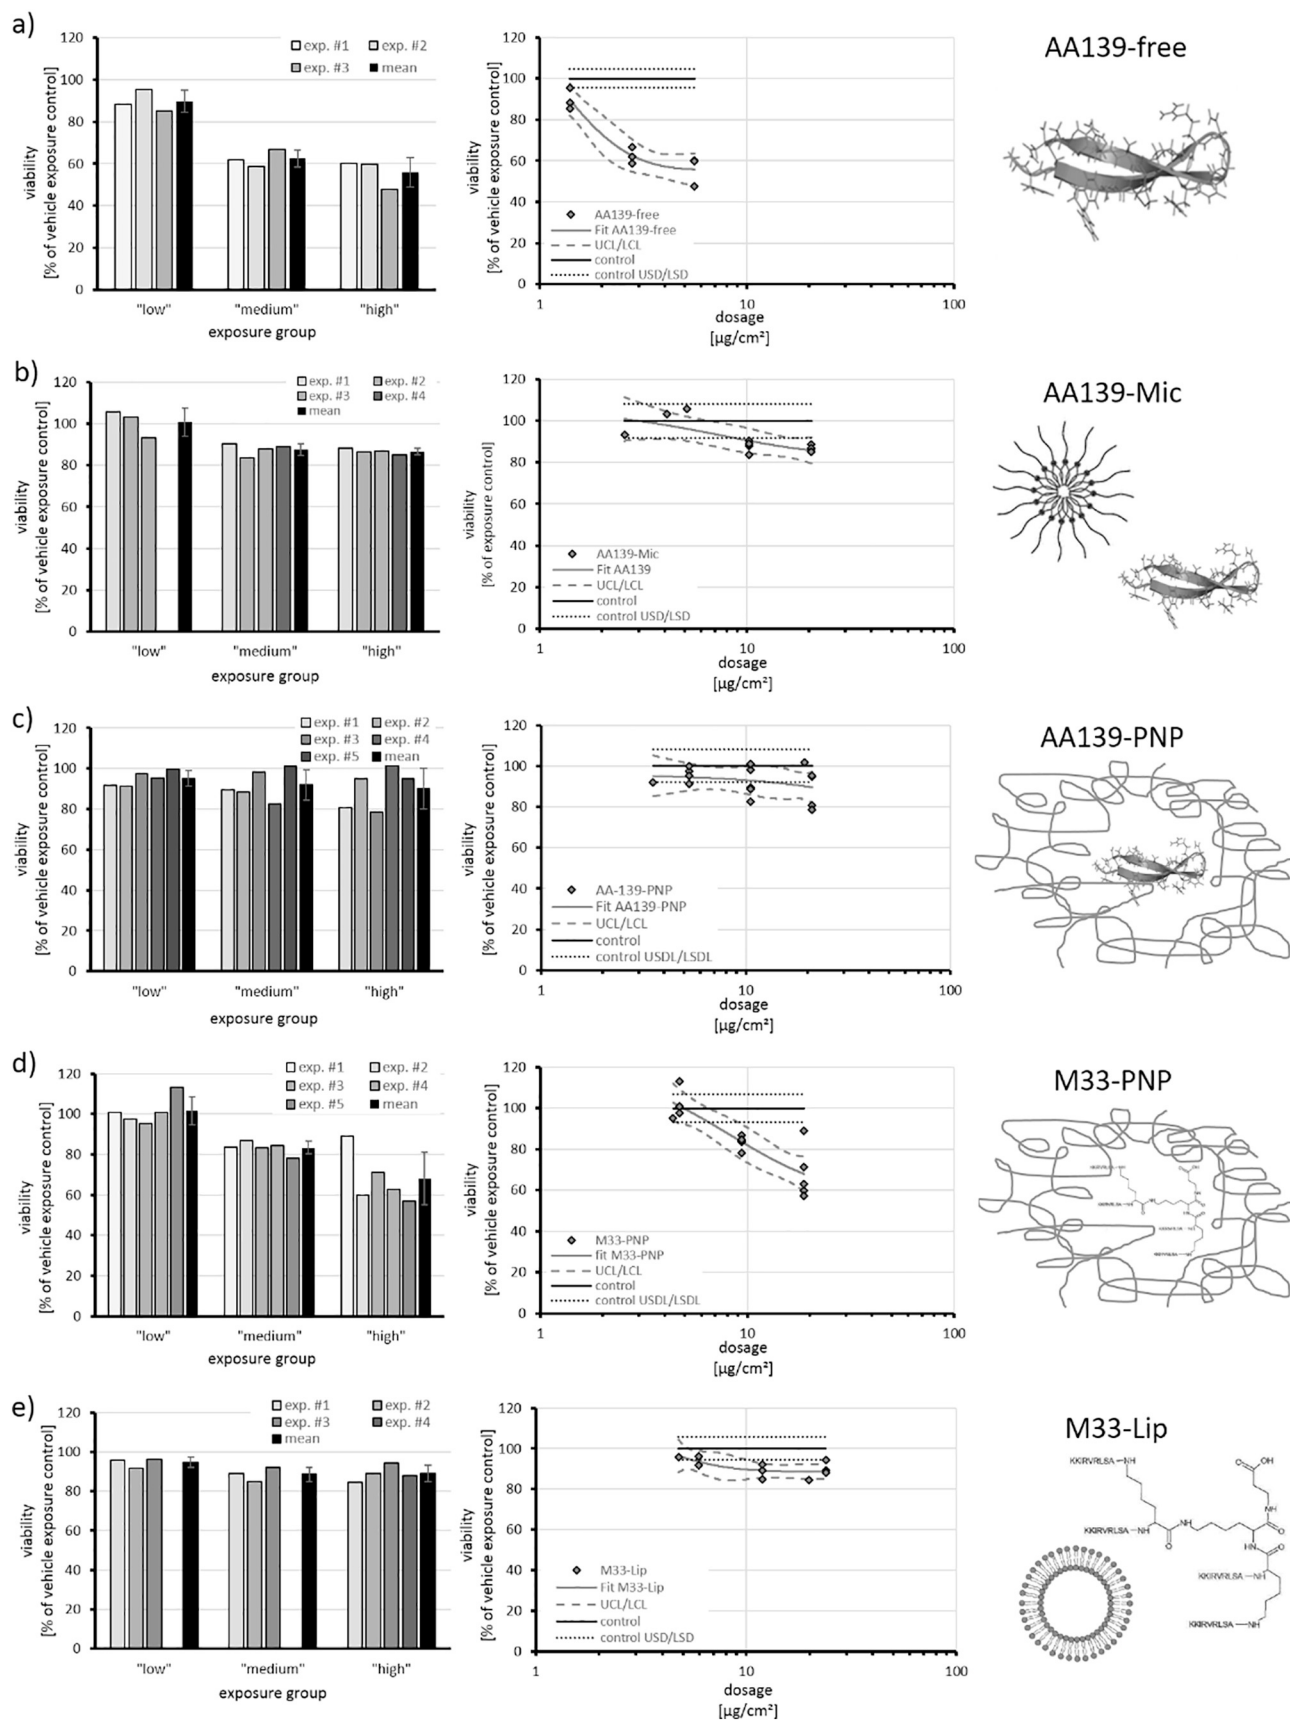 a)
viability
[% of vehicle exposure control]
120
100
80
60
40
20
0
exp. #1
exp. #2
exp. #3
mean
"low"
"medium"
"high"
exposure group
viability
[% of vehicle exposure control]
120
100
80
60
40
20
0
AA139-free
Fit AA139-free
UCL/LCL
control
control USD/LSD
1
10
100
dosage
[µg/cm²]
AA139-free
b)
viability
[% of vehicle exposure control]
120
100
80
60
40
20
0
exp. #1
exp. #2
exp. #3
exp. #4
mean
"low"
"medium"
"high"
exposure group
viability
[% of exposure control]
120
100
80
60
40
20
0
AA139-Mic
Fit AA139
UCL/LCL
control
control USD/LSD
1
10
100
dosage
[µg/cm²]
AA139-Mic
c)
viability
[% of vehicle exposure control]
120
100
80
60
40
20
0
exp. #1
exp. #2
exp. #3
exp. #4
exp. #5
mean
"low"
"medium"
"high"
exposure group
viability
[% of vehicle exposure control]
120
100
80
60
40
20
0
AA-139-PNP
Fit AA139-PNP
UCL/LCL
control
control USDL/LSDL
1
10
100
dosage
[µg/cm²]
AA139-PNP
d)
viability
[% of vehicle exposure control]
120
100
80
60
40
20
0
exp. #1
exp. #2
exp. #3
exp. #4
exp. #5
mean
"low"
"medium"
"high"
exposure group
viability
[% of vehicle exposure control]
120
100
80
60
40
20
0
M33-PNP
fit M33-PNP
UCL/LCL
control
control USDL/LSDL
1
10
100
dosage
[µg/cm²]
M33-PNP
e)
viability
[% of vehicle exposure control]
120
100
80
60
40
20
0
exp. #1
exp. #2
exp. #3
exp. #4
mean
"low"
"medium"
"high"
exposure group
viability
[% of vehicle exposure control]
120
100
80
60
40
20
0
M33-Lip
Fit M33-Lip
UCL/LCL
control
control USD/LSD
1
10
100
dosage
[µg/cm²]
M33-Lip
KKIRVRLSA-NH
OH
O
NH
KKIRVRLSA-NH
O
NH
O
HN
O
KKIRVRLSA-NH
KKIRVRLSA-NH